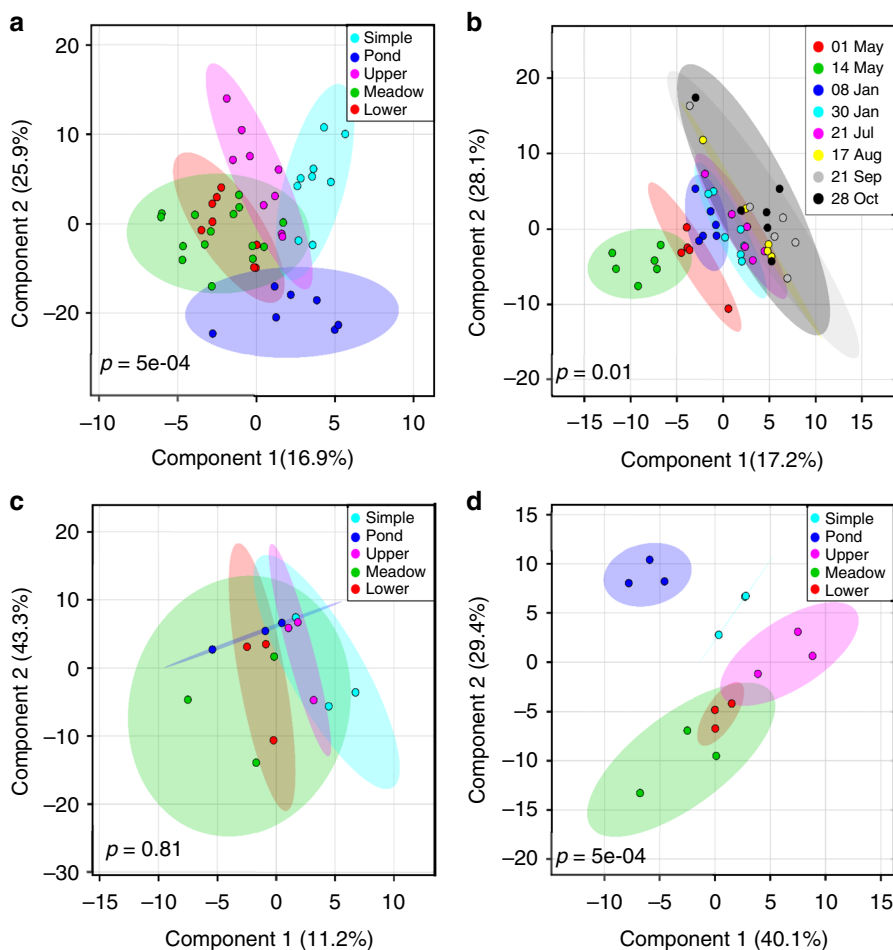 a
20
10
0
–10
–20
Component 2 (25.9%)
Simple
Pond
Upper
Meadow
Lower
p = 5e-04
–10
–5
0
5
10
Component 1(16.9%)
b
20
10
0
–10
–20
Component 2 (28.1%)
01 May
14 May
08 Jan
30 Jan
21 Jul
17 Aug
21 Sep
28 Oct
p = 0.01
–15
–10
–5
0
5
10
15
Component 1(17.2%)
c
20
10
0
–10
–20
–30
Component 2 (43.3%)
Simple
Pond
Upper
Meadow
Lower
p = 0.81
–15
–10
–5
0
5
10
Component 1 (11.2%)
d
15
10
5
0
–5
–10
–15
–20
Component 2 (29.4%)
Simple
Pond
Upper
Meadow
Lower
p = 5e-04
–10
–5
0
5
10
15
Component 1 (40.1%)